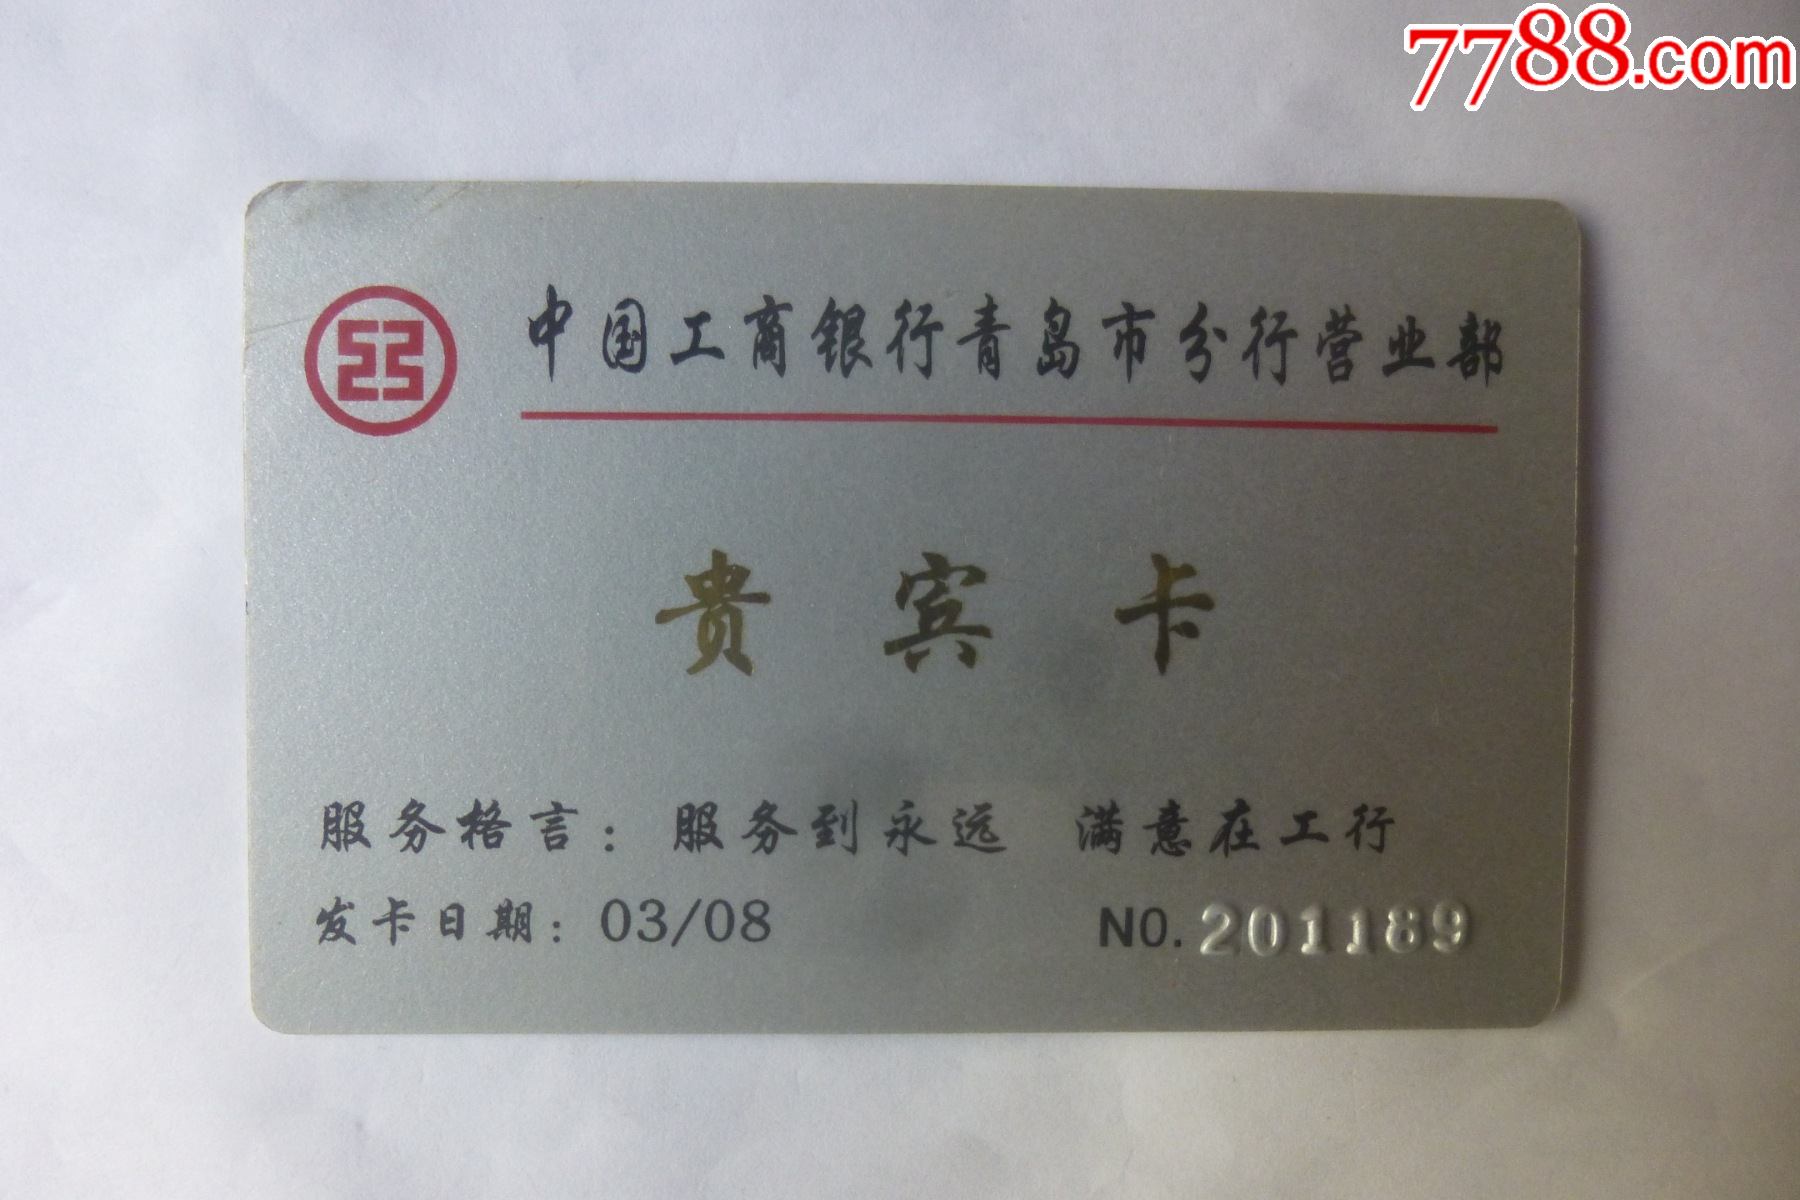 7788.com
中国工商银行青岛市分行营业部
贵宾卡
服务格言：服务到永远 满意在工行
发卡日期：03/08 NO.201189